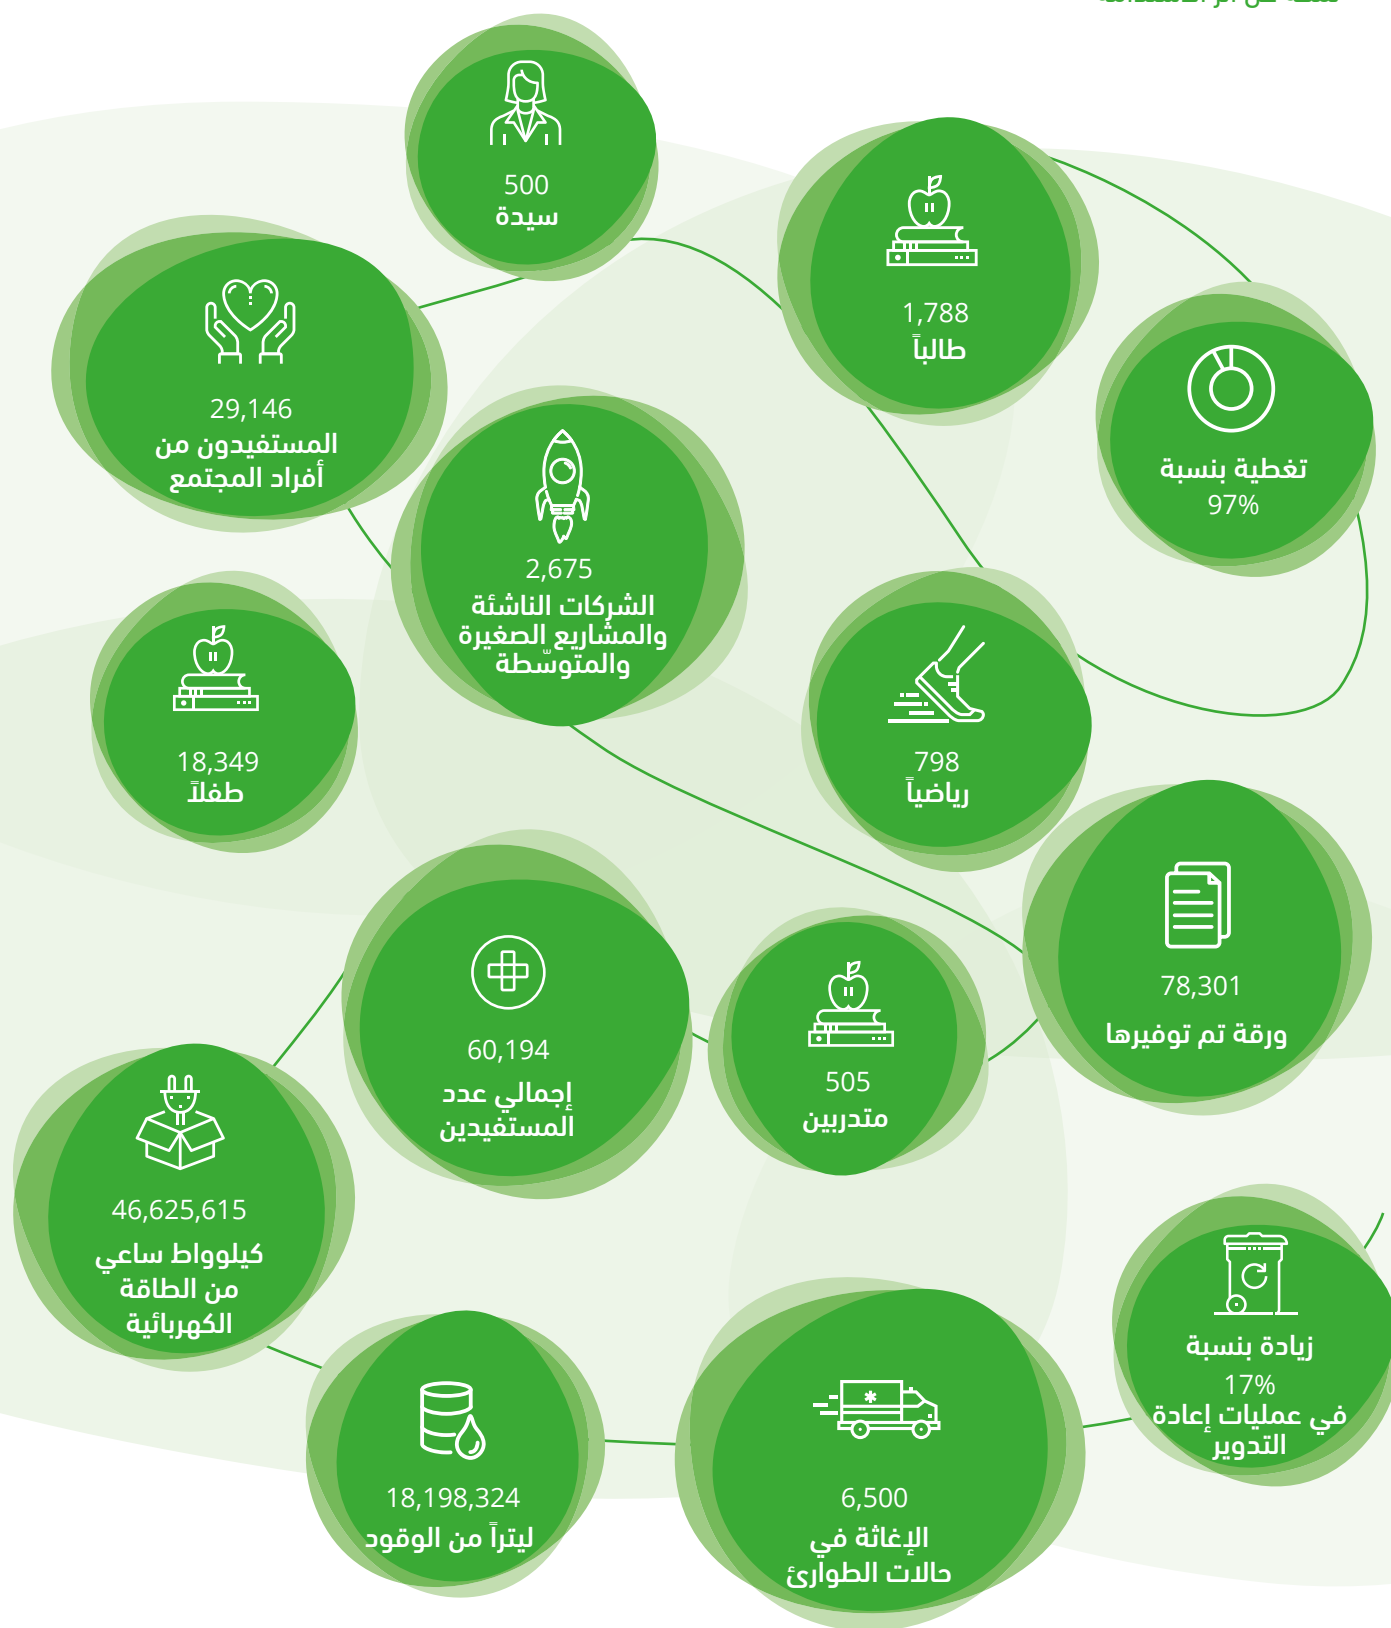 500
سيدة
1,788
طالباً
29,146
المستفيدون من
أفراد المجتمع
تغطية بنسبة
97%
2,675
الشركات الناشئة
والمشاريع الصغيرة
والمتوسّطة
18,349
طفلاً
798
رياضياً
78,301
ورقة تم توفيرها
60,194
إجمالي عدد
المستفيدين
505
متدربين
46,625,615
كيلوواط ساعي
من الطاقة
الكهربائية
زيادة بنسبة
17%
في عمليات إعادة
التدوير
18,198,324
ليتراً من الوقود
6,500
الإغاثة في
حالات الطوارئ